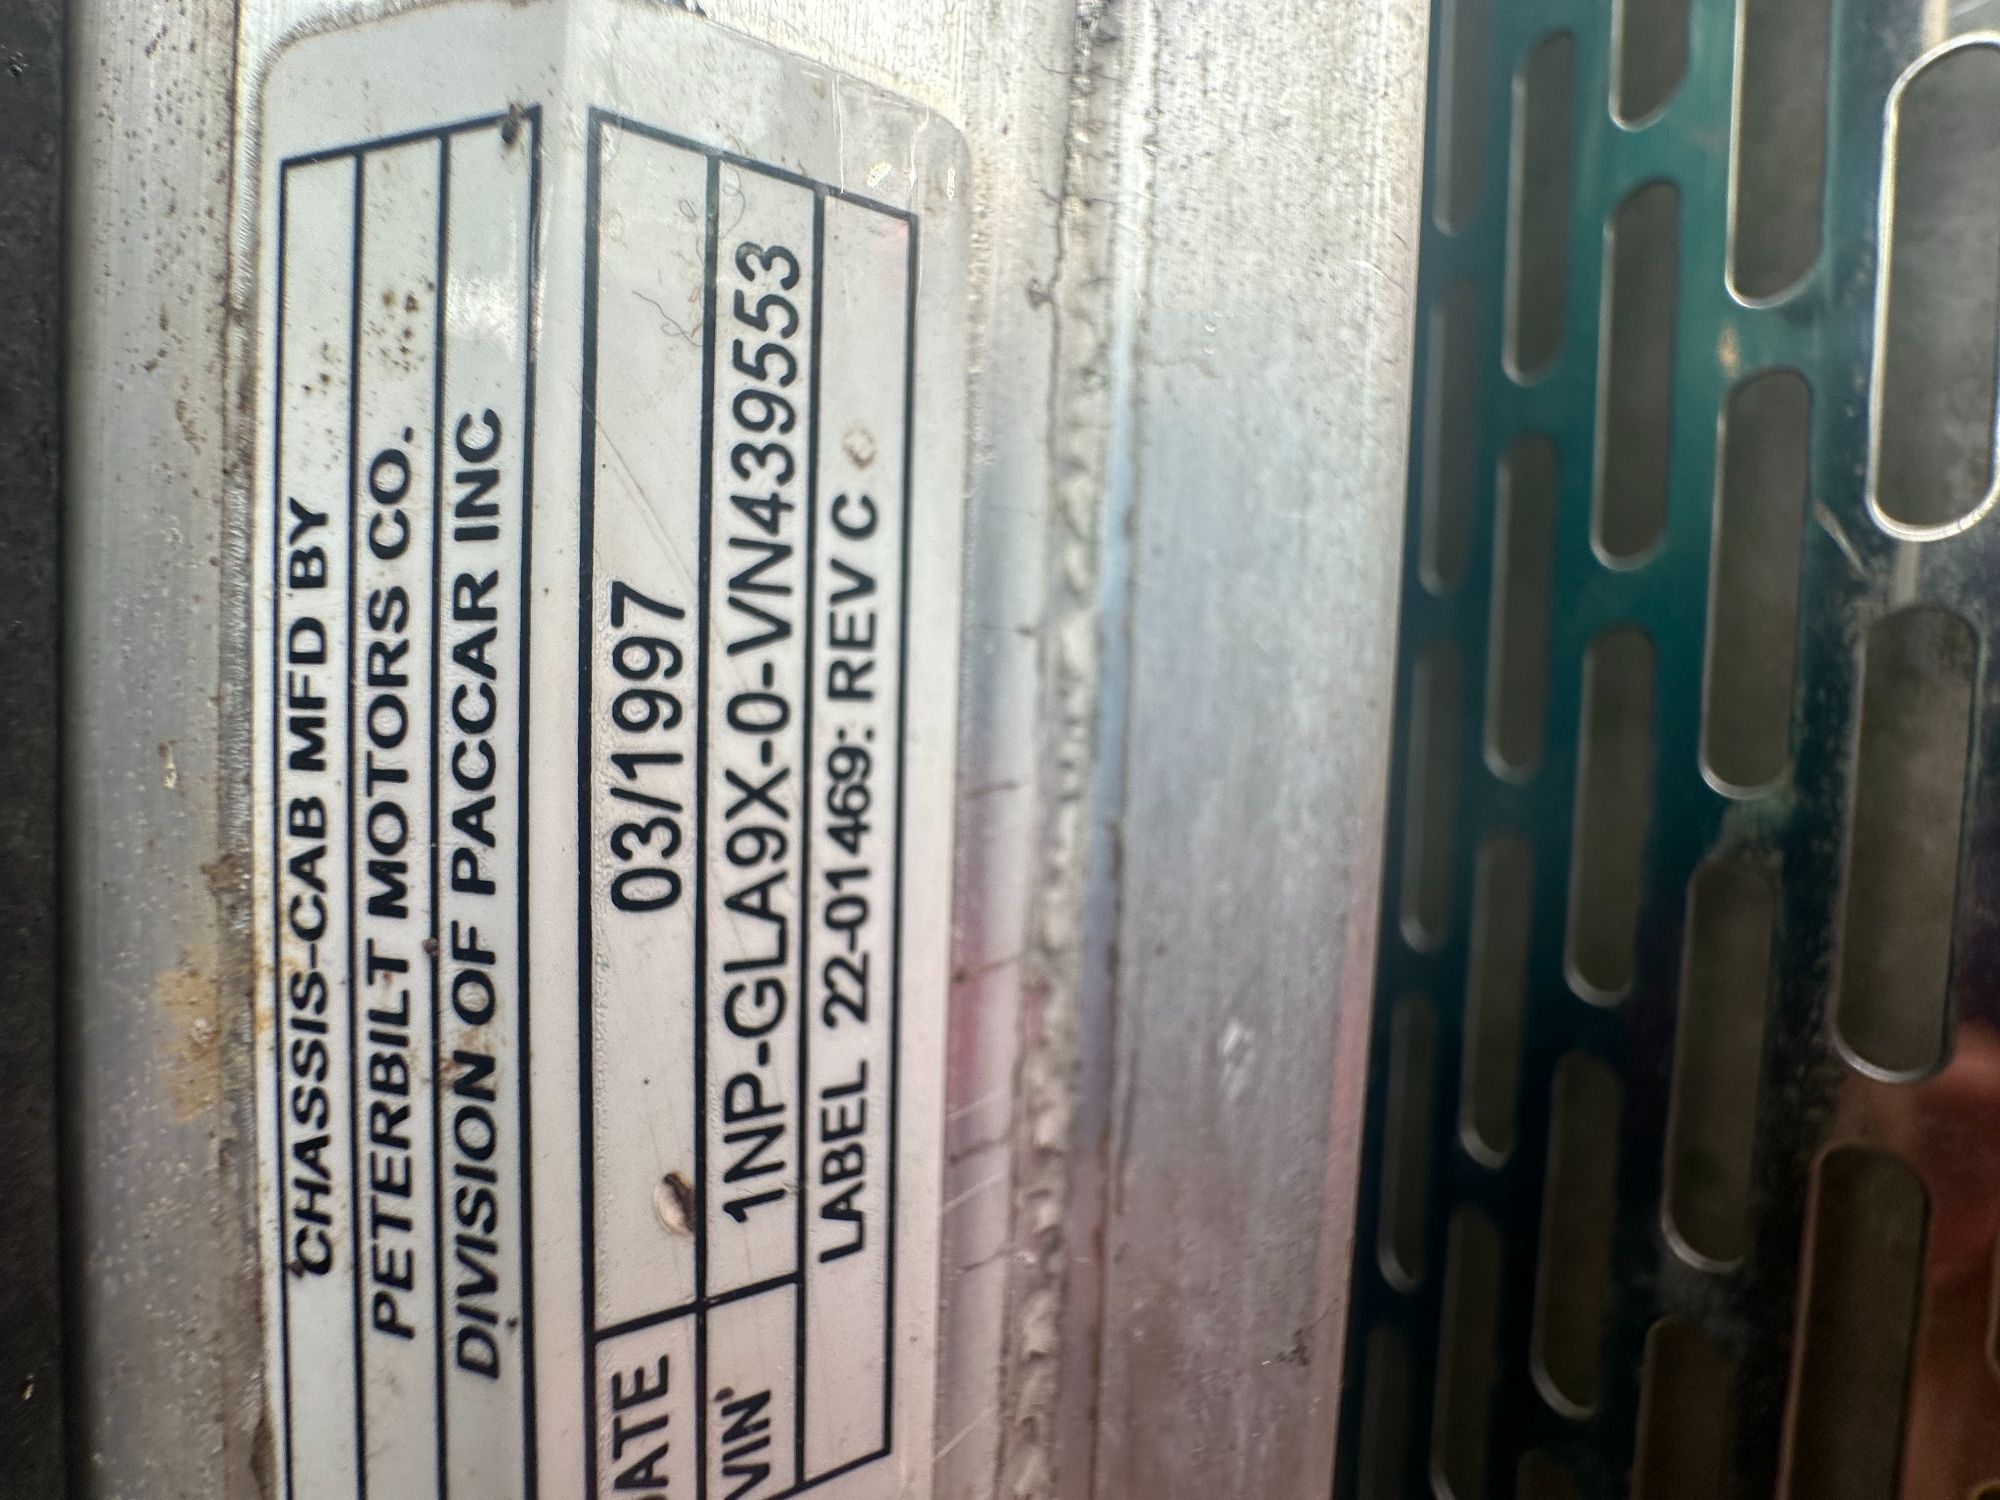 CHASSIS-CAB MFD BY
PETERBILT MOTORS CO.
DIVISION OF PACCAR INC
DATE 03/1997
VIN 1NP-GLA9X-0-VN439553
LABEL 22-01469: REV C